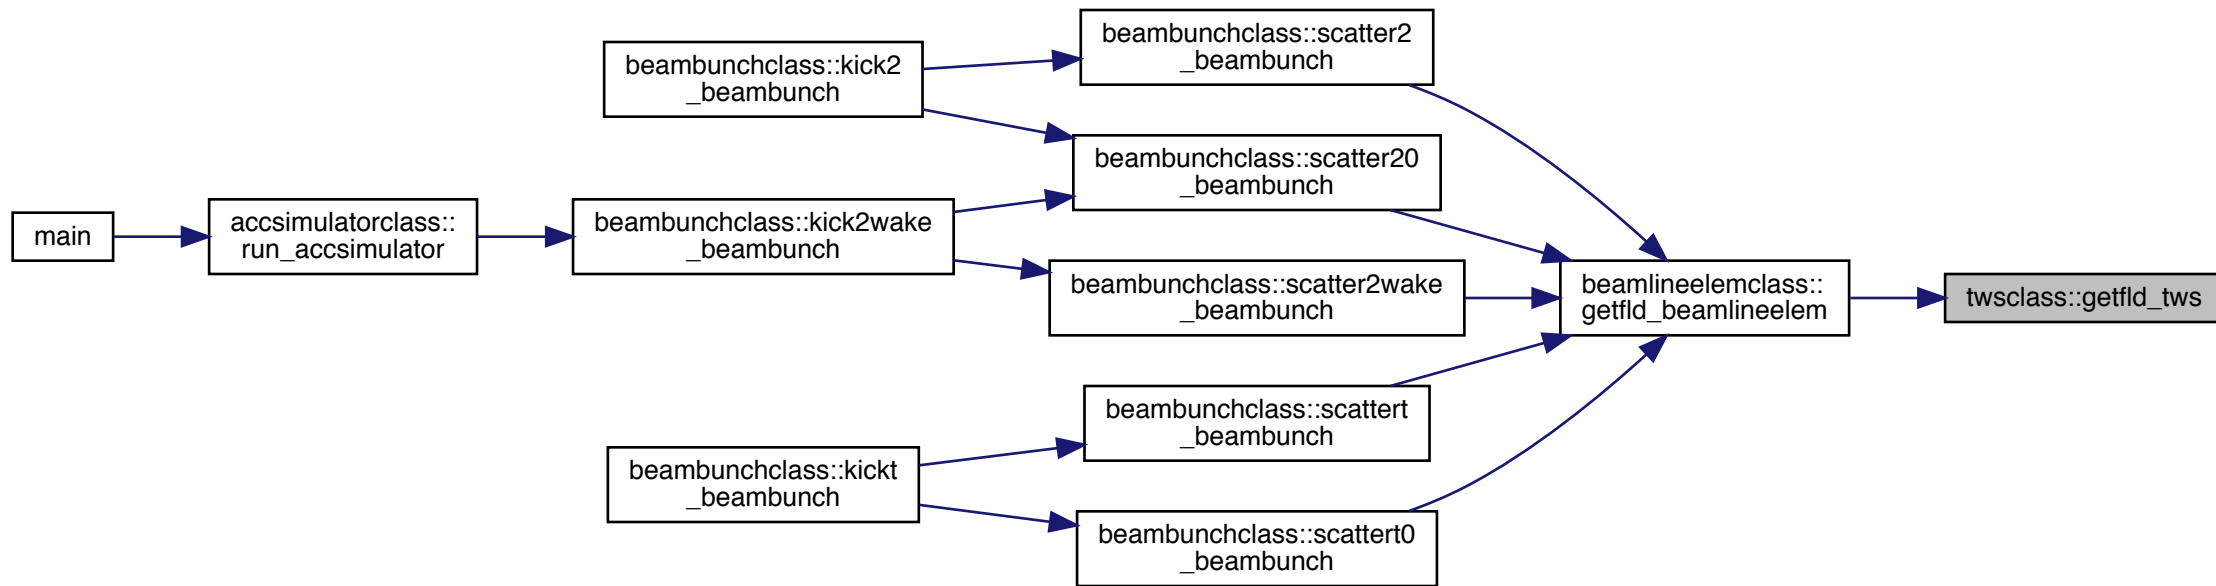 main
accsimulatorclass::
run_accsimulator
beambunchclass::kick2
_beambunch
beambunchclass::kick2wake
_beambunch
beambunchclass::kickt
_beambunch
beambunchclass::scatter2
_beambunch
beambunchclass::scatter20
_beambunch
beambunchclass::scatter2wake
_beambunch
beambunchclass::scattert
_beambunch
beambunchclass::scattert0
_beambunch
beamlineelemclass::
getfld_beamlineelem
twsclass::getfld_tws